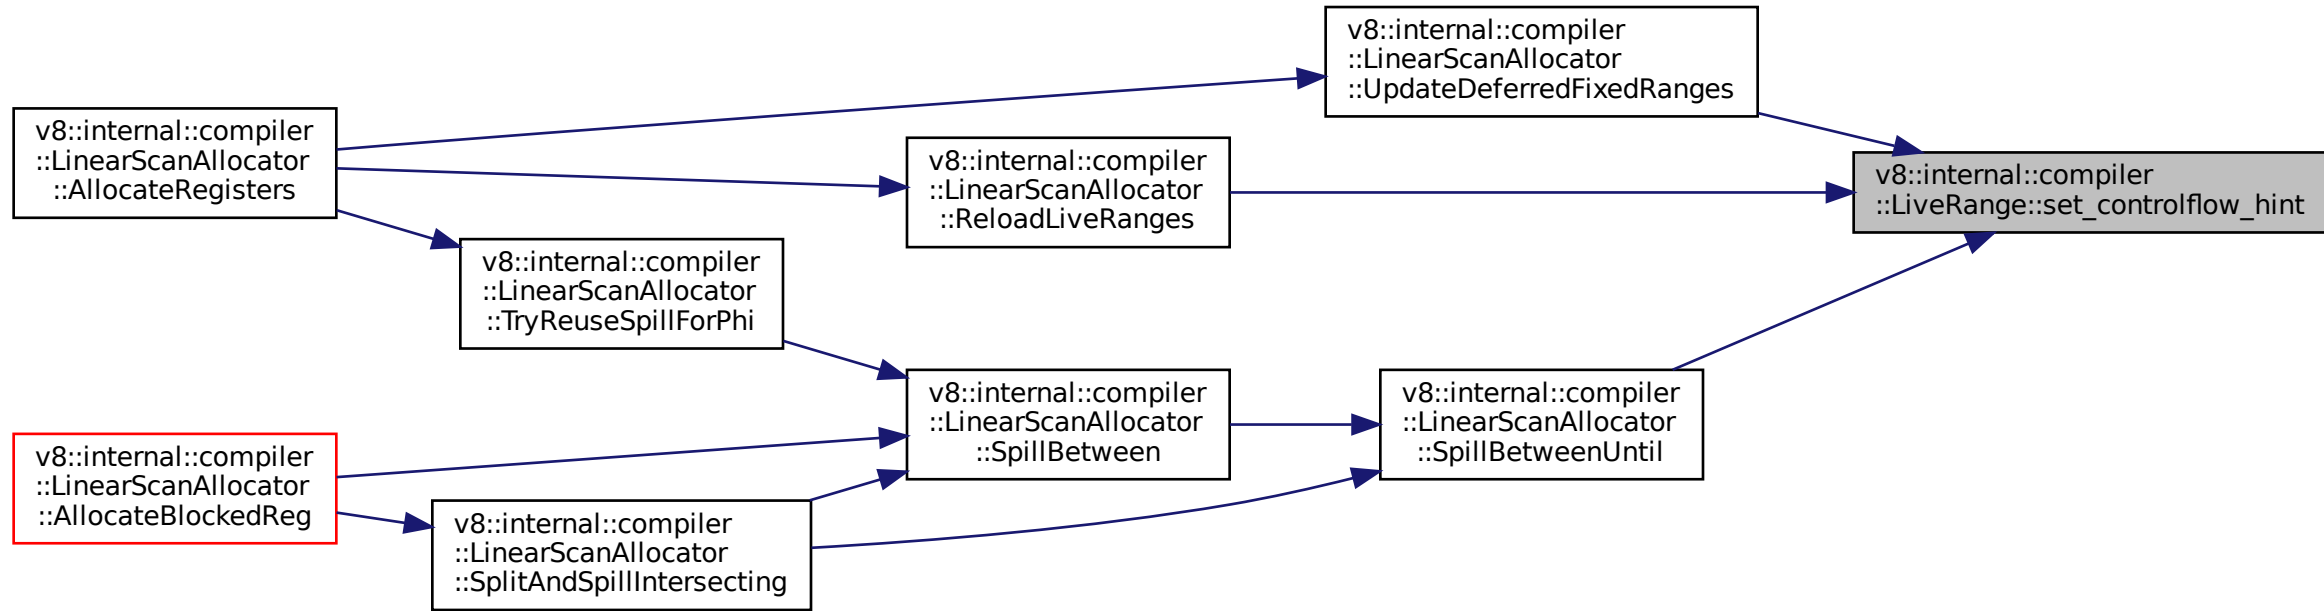 v8::internal::compiler
::LinearScanAllocator
::UpdateDeferredFixedRanges
v8::internal::compiler
::LinearScanAllocator
::AllocateRegisters
v8::internal::compiler
::LinearScanAllocator
::ReloadLiveRanges
v8::internal::compiler
::LiveRange::set_controlflow_hint
v8::internal::compiler
::LinearScanAllocator
::TryReuseSpillForPhi
v8::internal::compiler
::LinearScanAllocator
::SpillBetween
v8::internal::compiler
::LinearScanAllocator
::SpillBetweenUntil
v8::internal::compiler
::LinearScanAllocator
::AllocateBlockedReg
v8::internal::compiler
::LinearScanAllocator
::SplitAndSpillIntersecting